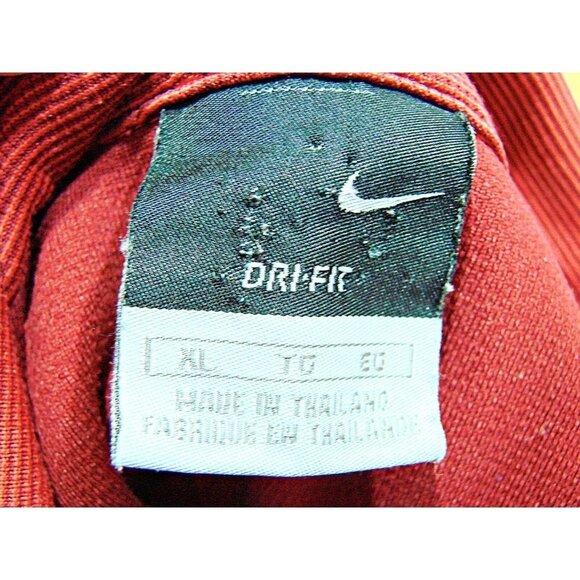 DRI-FIT
XL TG EG
MADE IN THAILAND
FABRIQUE EN THAILANDE